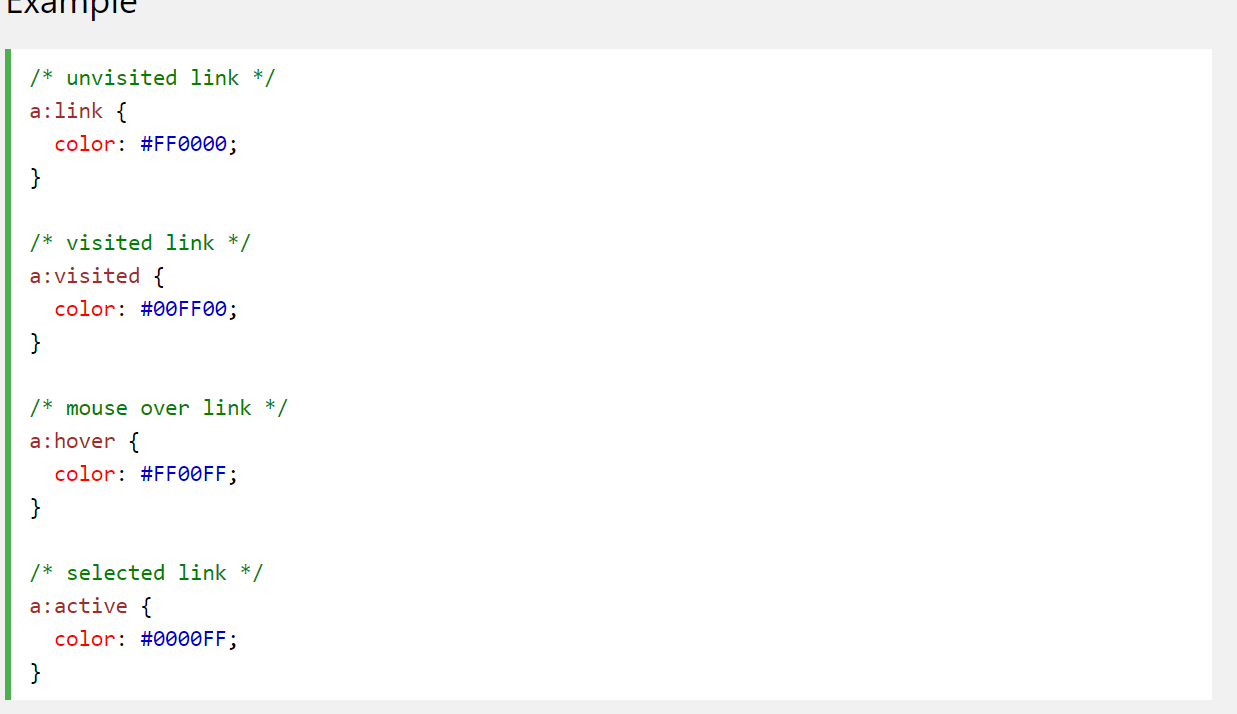 Example
/* unvisited link */
a:link {
  color: #FF0000;
}
/* visited link */
a:visited {
  color: #00FF00;
}
/* mouse over link */
a:hover {
  color: #FF00FF;
}
/* selected link */
a:active {
  color: #0000FF;
}